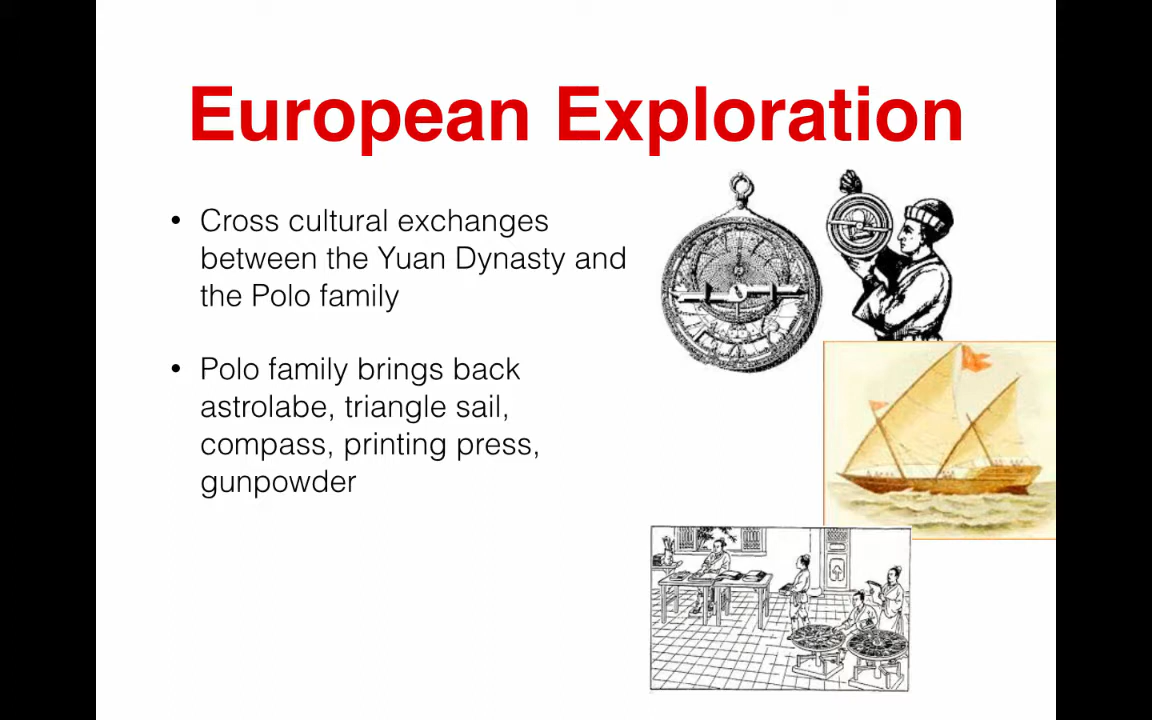 European Exploration
• Cross cultural exchanges
between the Yuan Dynasty and
the Polo family
• Polo family brings back
astrolabe, triangle sail,
compass, printing press,
gunpowder